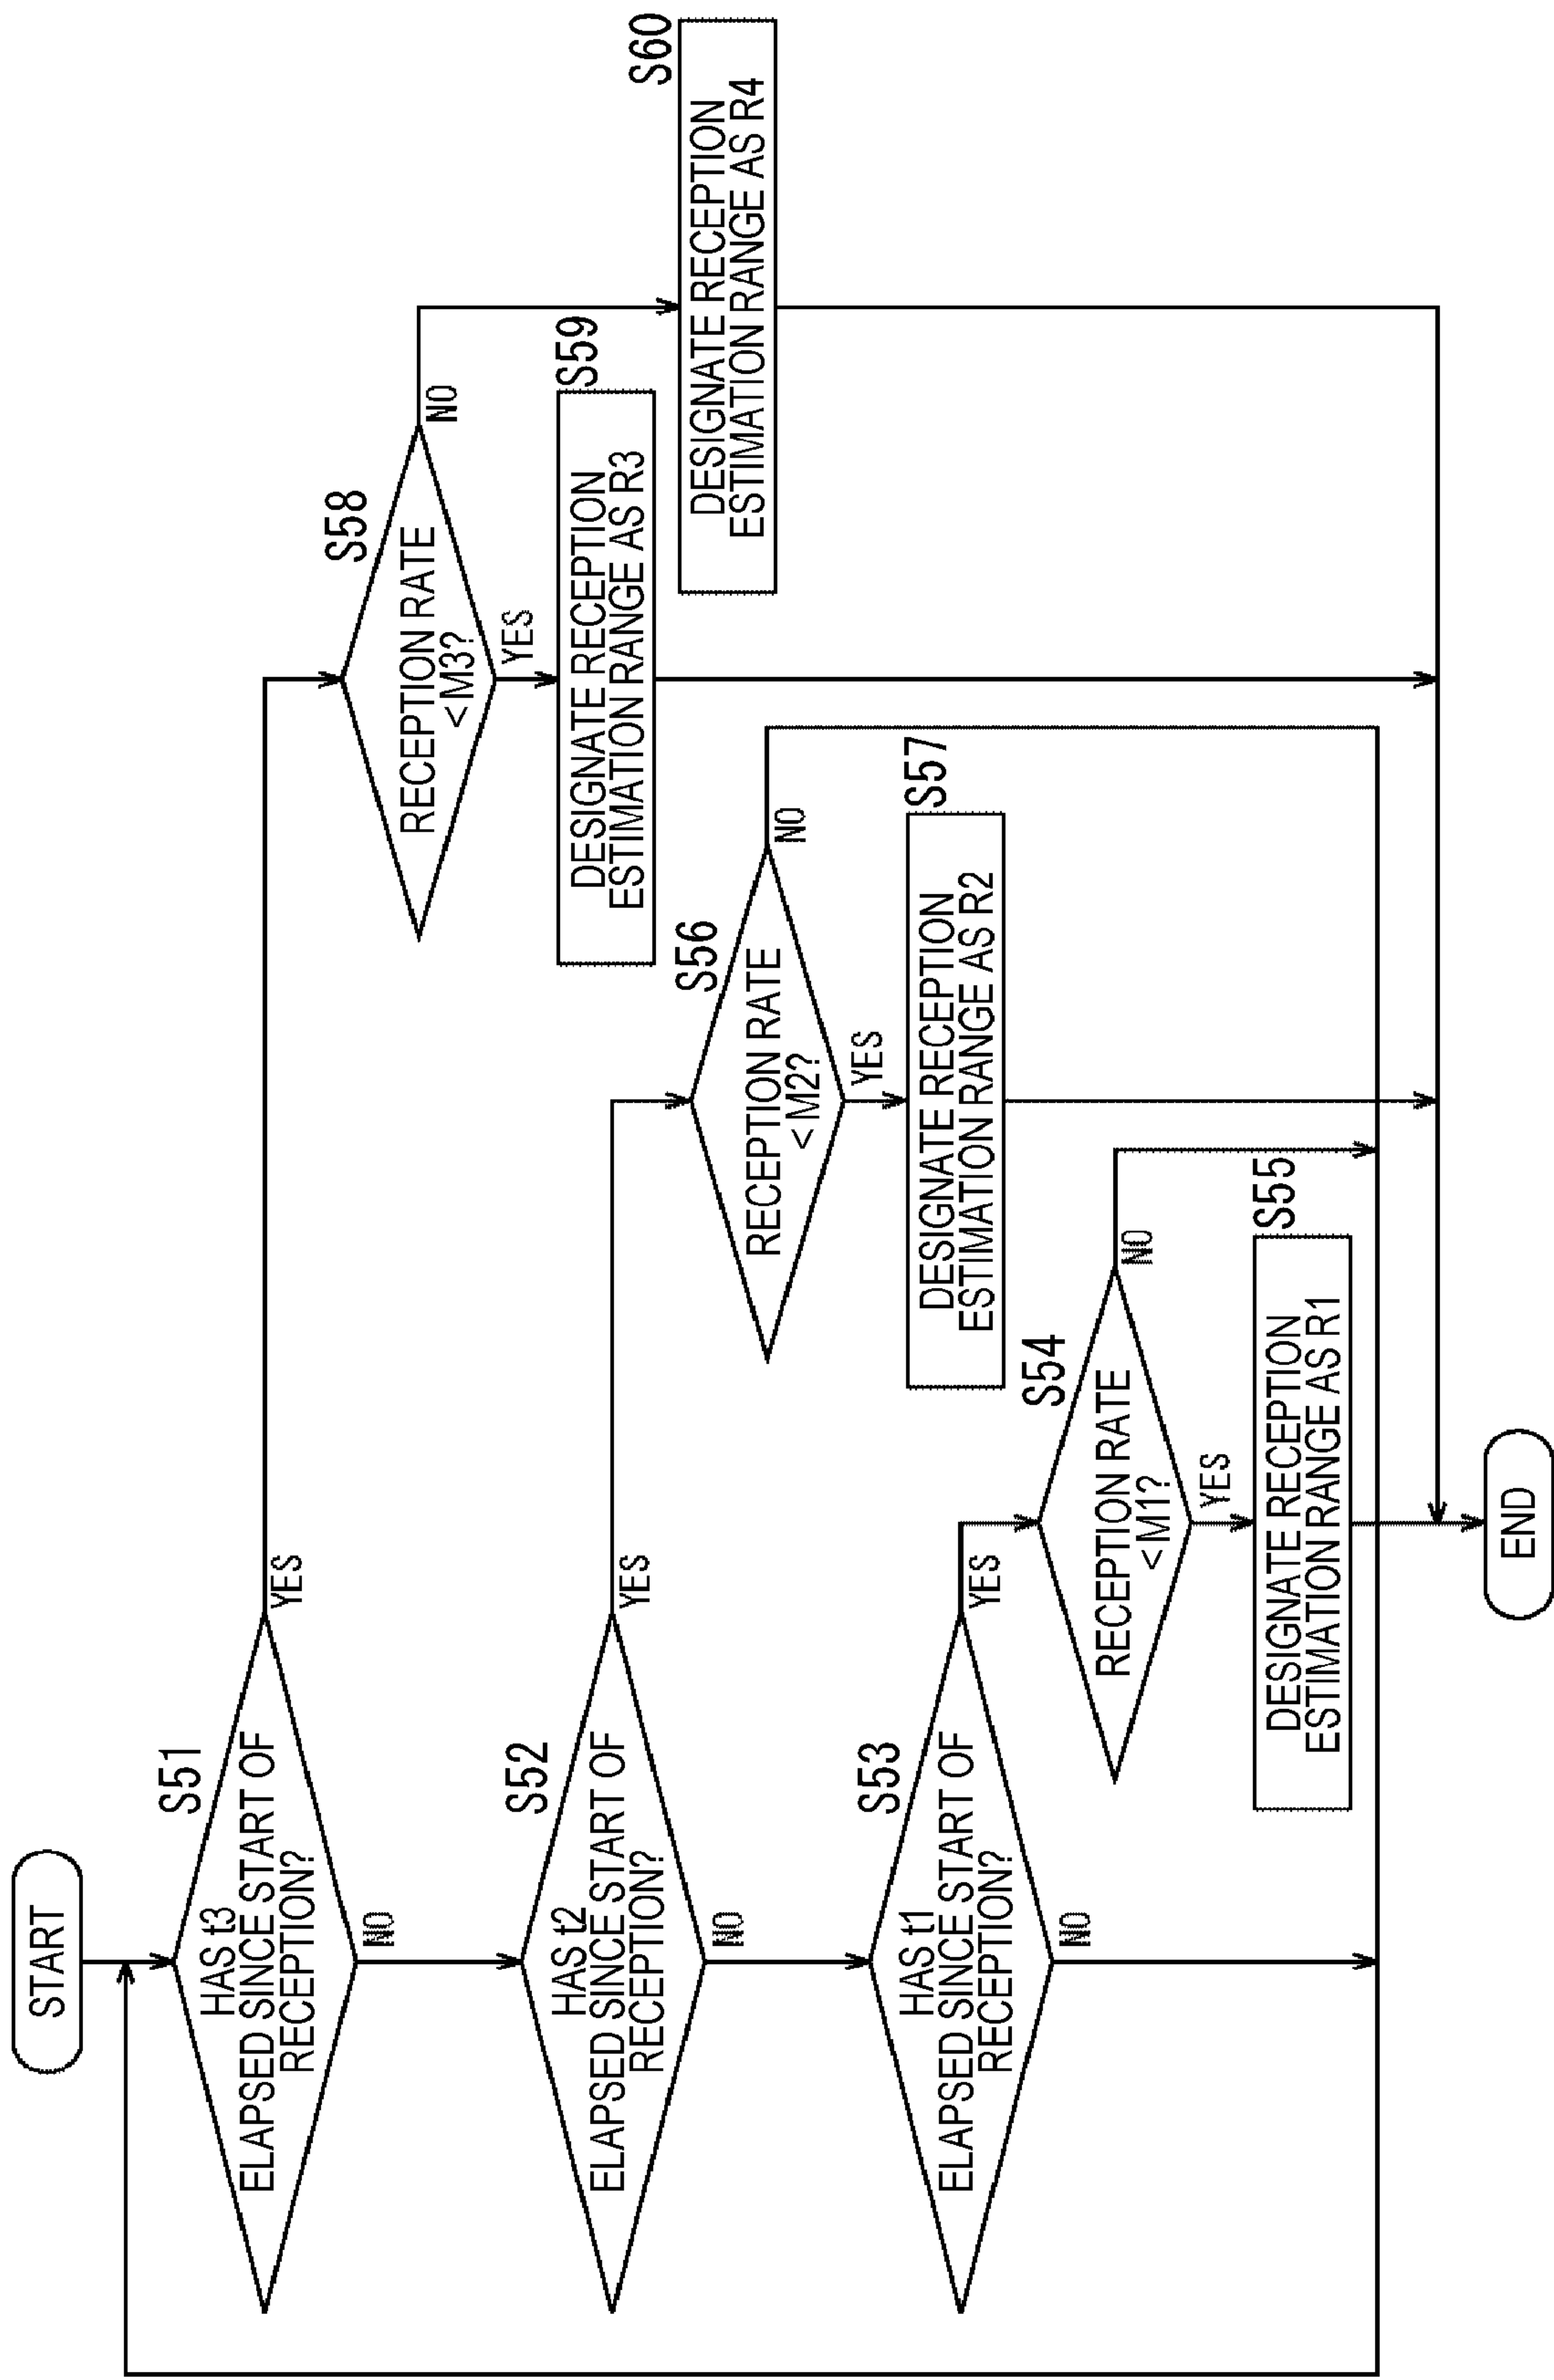 START
S51
HAS t3
ELAPSED SINCE START OF
RECEPTION?
YES
NO
S52
HAS t2
ELAPSED SINCE START OF
RECEPTION?
YES
NO
S53
HAS t1
ELAPSED SINCE START OF
RECEPTION?
YES
NO
S54
RECEPTION RATE
<M1?
NO
YES
S55
DESIGNATE RECEPTION
ESTIMATION RANGE AS R1
S56
RECEPTION RATE
<M2?
NO
YES
S57
DESIGNATE RECEPTION
ESTIMATION RANGE AS R2
S58
RECEPTION RATE
<M3?
NO
YES
S59
DESIGNATE RECEPTION
ESTIMATION RANGE AS R3
S60
DESIGNATE RECEPTION
ESTIMATION RANGE AS R4
END